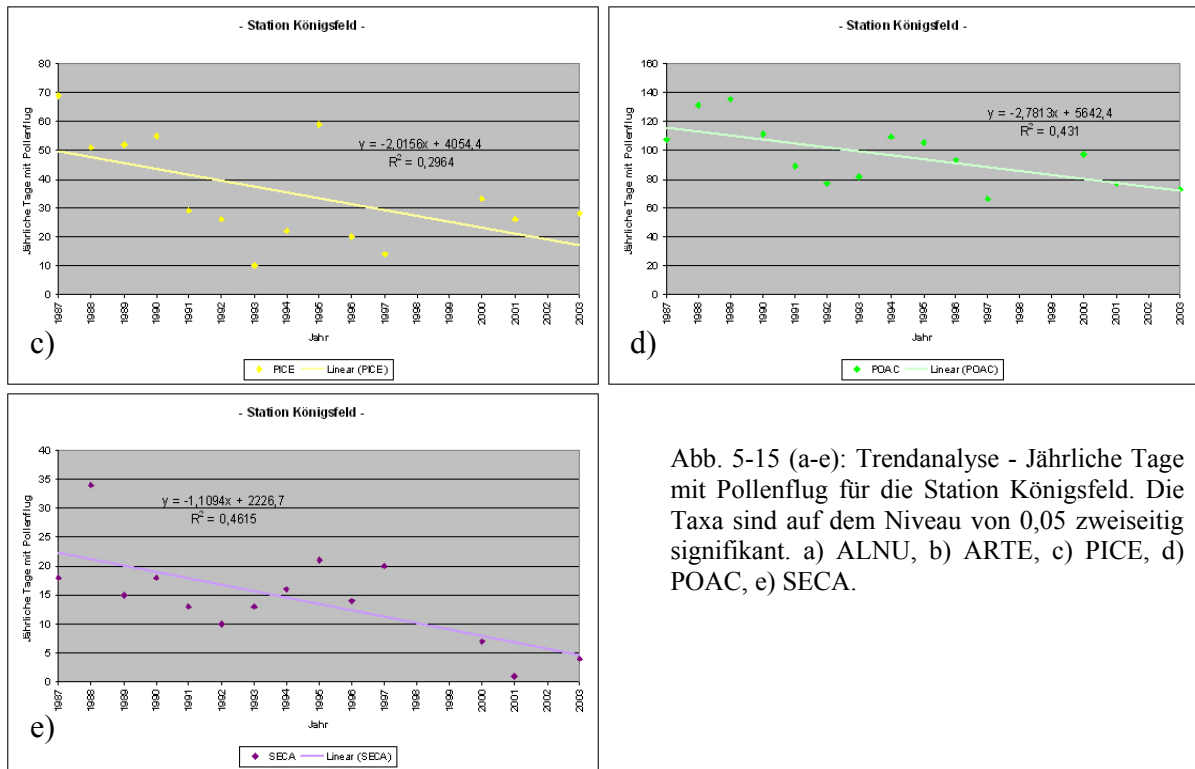 - Station Königsfeld -
Jährliche Tage mit Pollenflug
80
70
60
50
40
30
20
10
0
y = -2,0156x + 4054,4
R² = 0,2964
1987 1988 1989 1990 1991 1992 1993 1994 1995 1996 1997 1998 1999 2000 2001 2002 2003
Jahr
c)
PICE Linear (PICE)
- Station Königsfeld -
Jährliche Tage mit Pollenflug
160
140
120
100
80
60
40
20
0
y = -2,7813x + 5642,4
R² = 0,431
1987 1988 1989 1990 1991 1992 1993 1994 1995 1996 1997 1998 1999 2000 2001 2002 2003
Jahr
d)
POAC Linear (POAC)
- Station Königsfeld -
Jährliche Tage mit Pollenflug
40
35
30
25
20
15
10
5
0
y = -1,1094x + 2226,7
R² = 0,4615
1987 1988 1989 1990 1991 1992 1993 1994 1995 1996 1997 1998 1999 2000 2001 2002 2003
Jahr
e)
SECA Linear (SECA)
Abb. 5-15 (a-e): Trendanalyse - Jährliche Tage
mit Pollenflug für die Station Königsfeld. Die
Taxa sind auf dem Niveau von 0,05 zweiseitig
signifikant. a) ALNU, b) ARTE, c) PICE, d)
POAC, e) SECA.